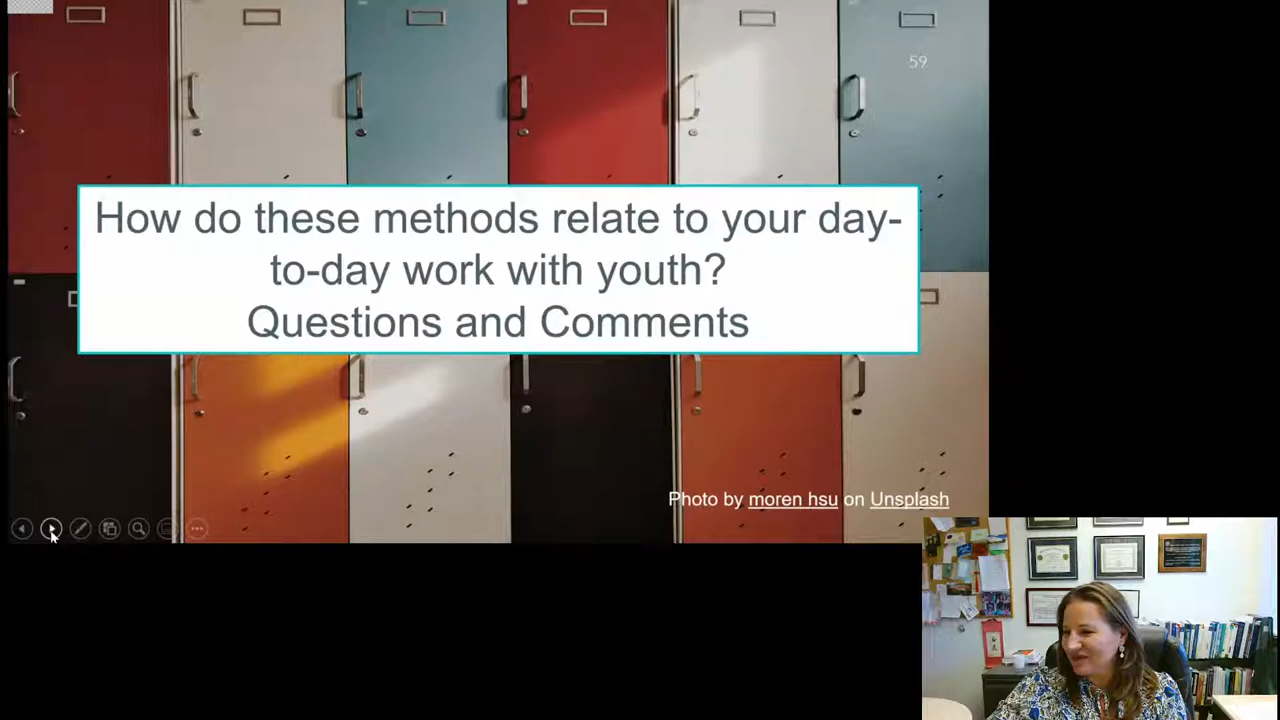 59
How do these methods relate to your day-
to-day work with youth?
Questions and Comments
Photo by moren hsu on Unsplash